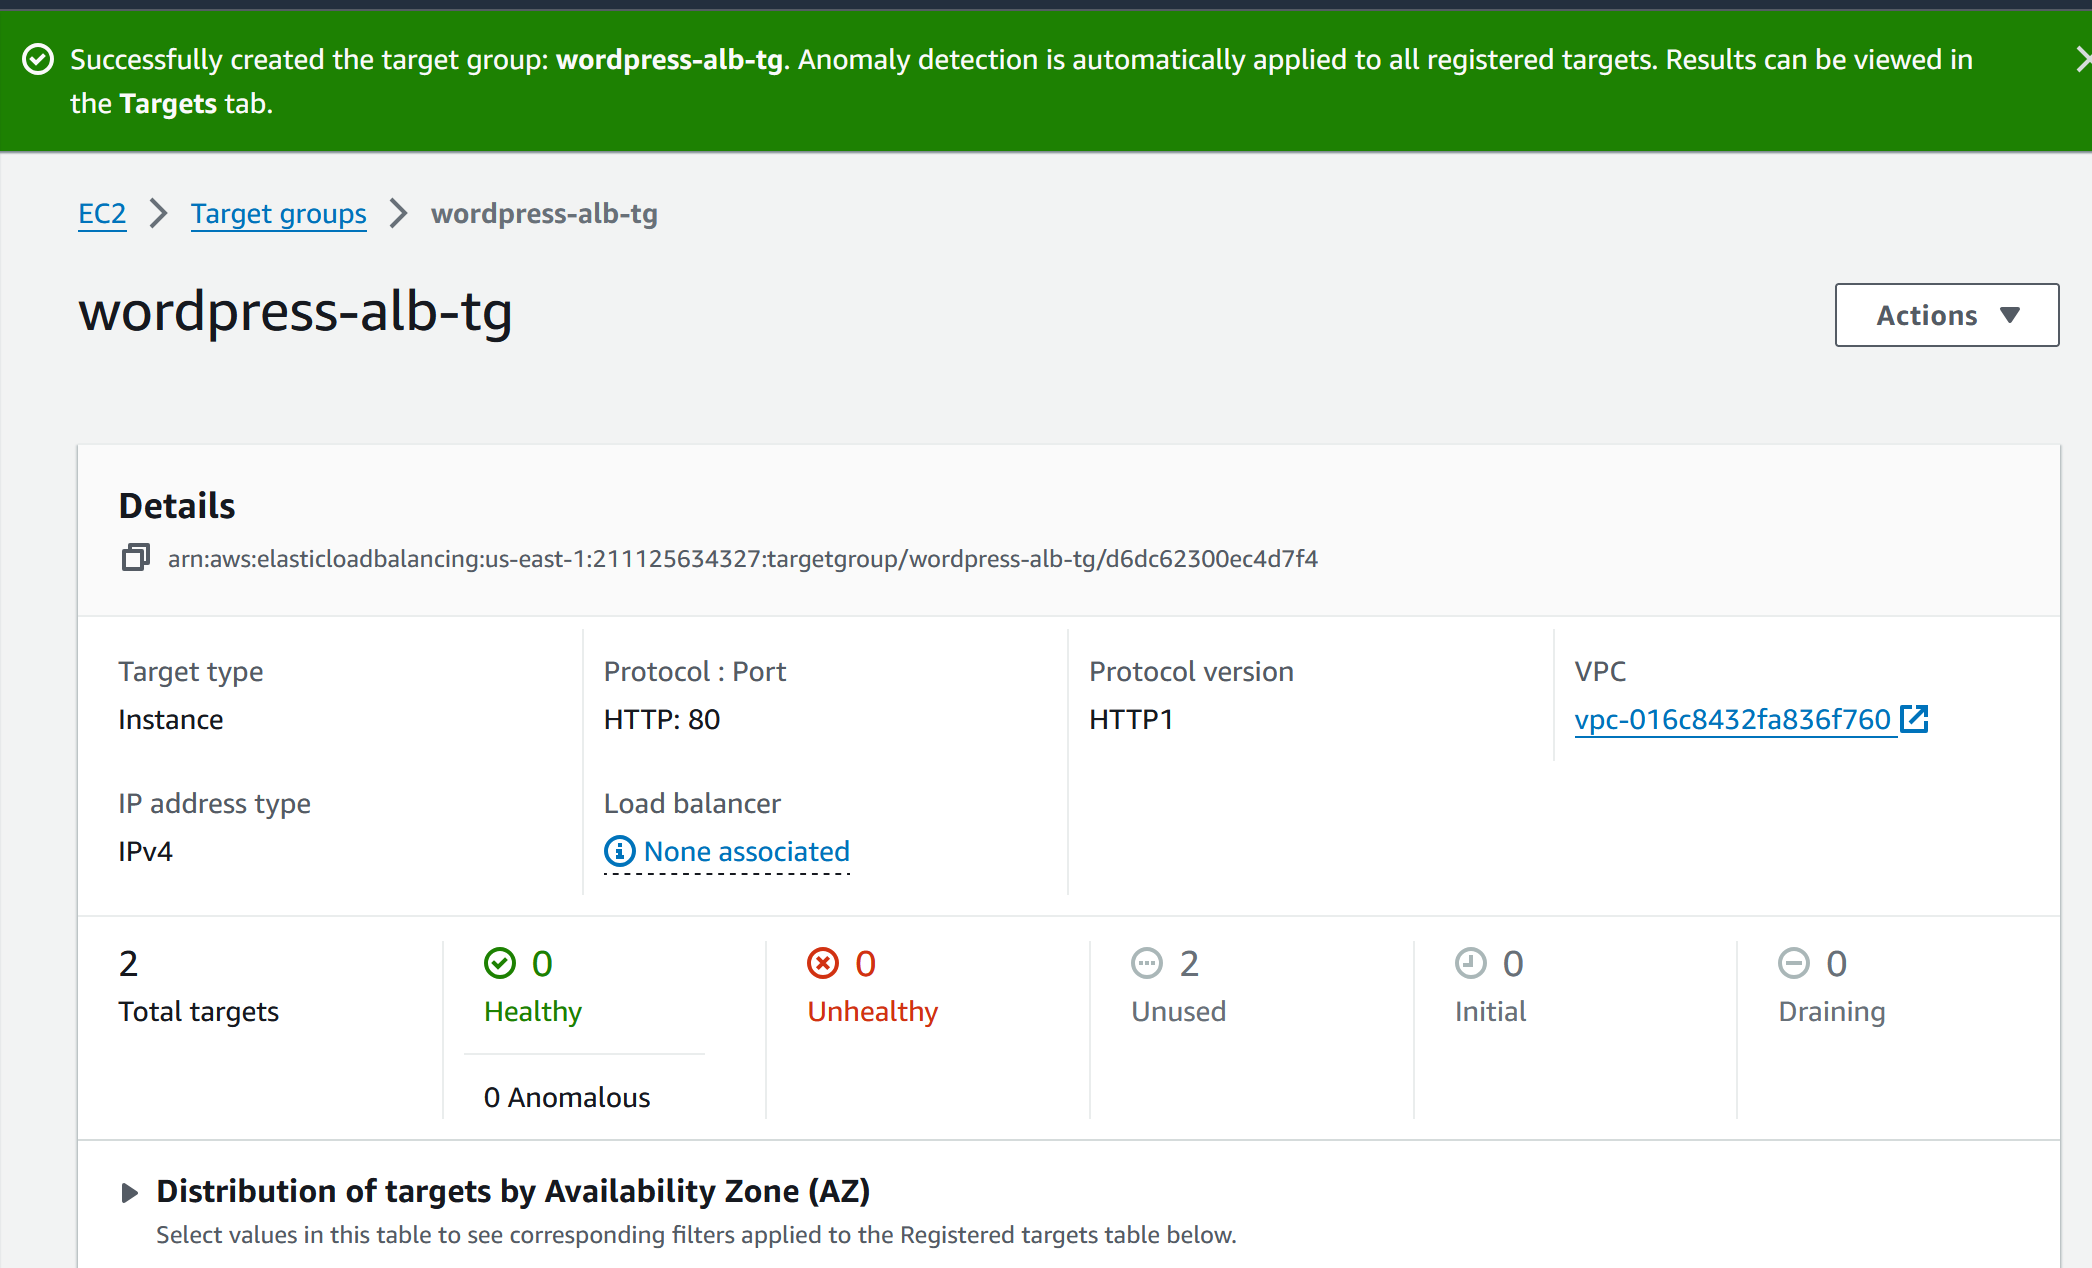 Successfully created the target group: wordpress-alb-tg. Anomaly detection is automatically applied to all registered targets. Results can be viewed in
the Targets tab.
EC2 > Target groups > wordpress-alb-tg
wordpress-alb-tg
Actions
Details
arn:aws:elasticloadbalancing:us-east-1:211125634327:targetgroup/wordpress-alb-tg/d6dc62300ec4d7f4
Target type
Instance
Protocol : Port
HTTP: 80
Protocol version
HTTP1
VPC
vpc-016c8432fa836f760
IP address type
IPv4
Load balancer
None associated
2
Total targets
0
Healthy
0 Anomalous
0
Unhealthy
2
Unused
0
Initial
0
Draining
Distribution of targets by Availability Zone (AZ)
Select values in this table to see corresponding filters applied to the Registered targets table below.